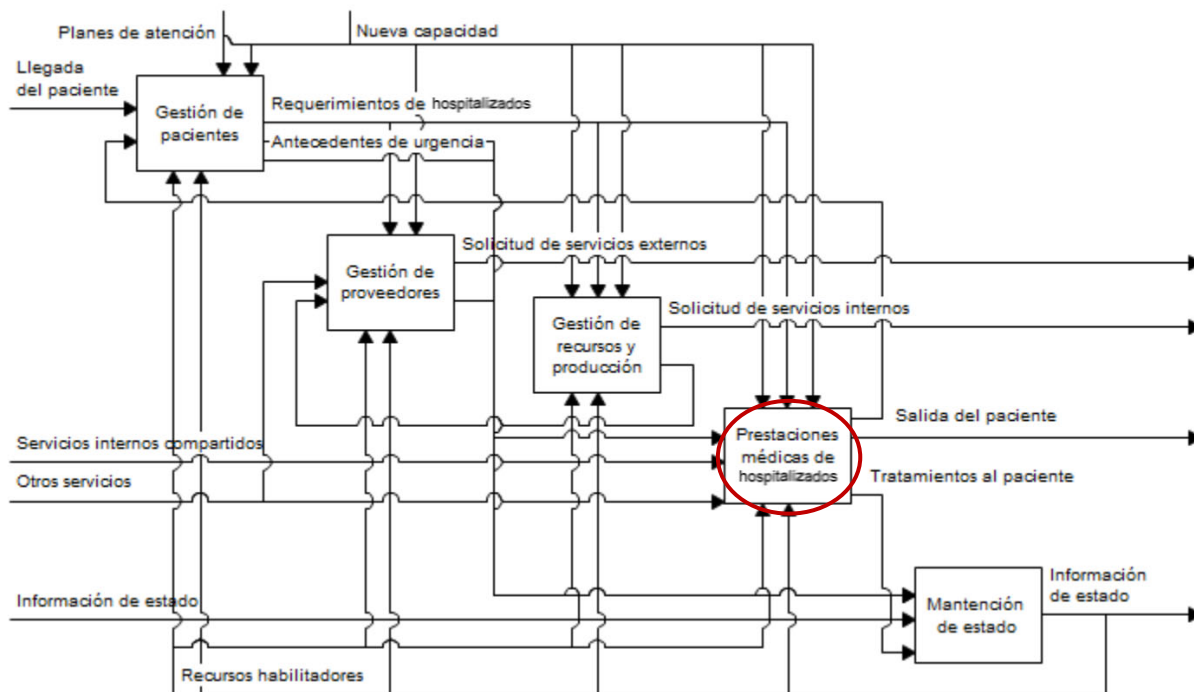 Planes de atención
Nueva capacidad
Llegada
del paciente
Gestión de
pacientes
Requerimientos de hospitalizados
Antecedentes de urgencia
Solicitud de servicios externos
Gestión de
proveedores
Solicitud de servicios internos
Gestión de
recursos y
producción
Salida del paciente
Prestaciones
médicas de
hospitalizados
Servicios internos compartidos
Otros servicios
Tratamientos al paciente
Información
de estado
Información de estado
Mantención
de estado
Recursos habilitadores